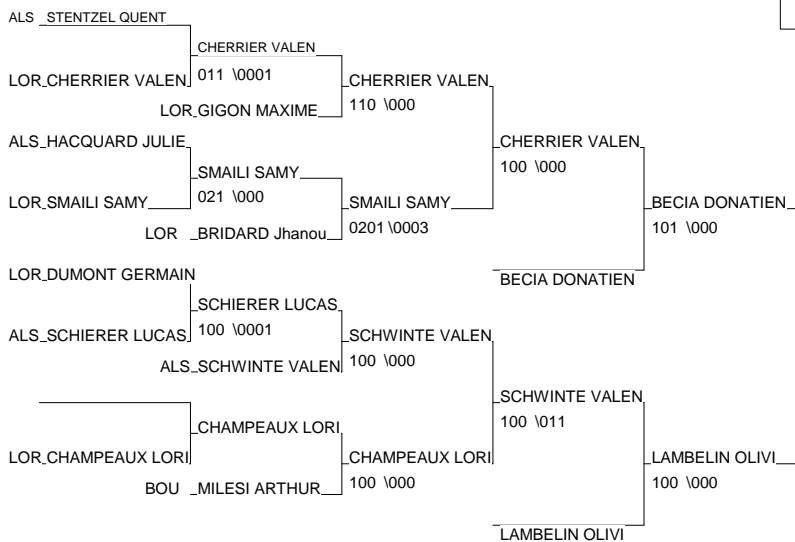 ALS STENTZEL QUENT
CHERRIER VALEN
LOR CHERRIER VALEN 011 \0001 CHERRIER VALEN
LOR GIGON MAXIME 110 \000
ALS HACQUARD JULIE CHERRIER VALEN
SMAILI SAMY 100 \000
LOR SMAILI SAMY 021 \000 SMAILI SAMY BECIA DONATIEN
LOR BRIDARD Jhanou 0201 \0003 101 \000
LOR DUMONT GERMAIN BECIA DONATIEN
SCHIERER LUCAS
ALS SCHIERER LUCAS 100 \0001 SCHWINTE VALEN
ALS SCHWINTE VALEN 100 \000
SCHWINTE VALEN
CHAMPEAUX LORI 100 \011
LOR CHAMPEAUX LORI CHAMPEAUX LORI LAMBELIN OLIVI
BOU MILESI ARTHUR 100 \000 100 \000
LAMBELIN OLIVI